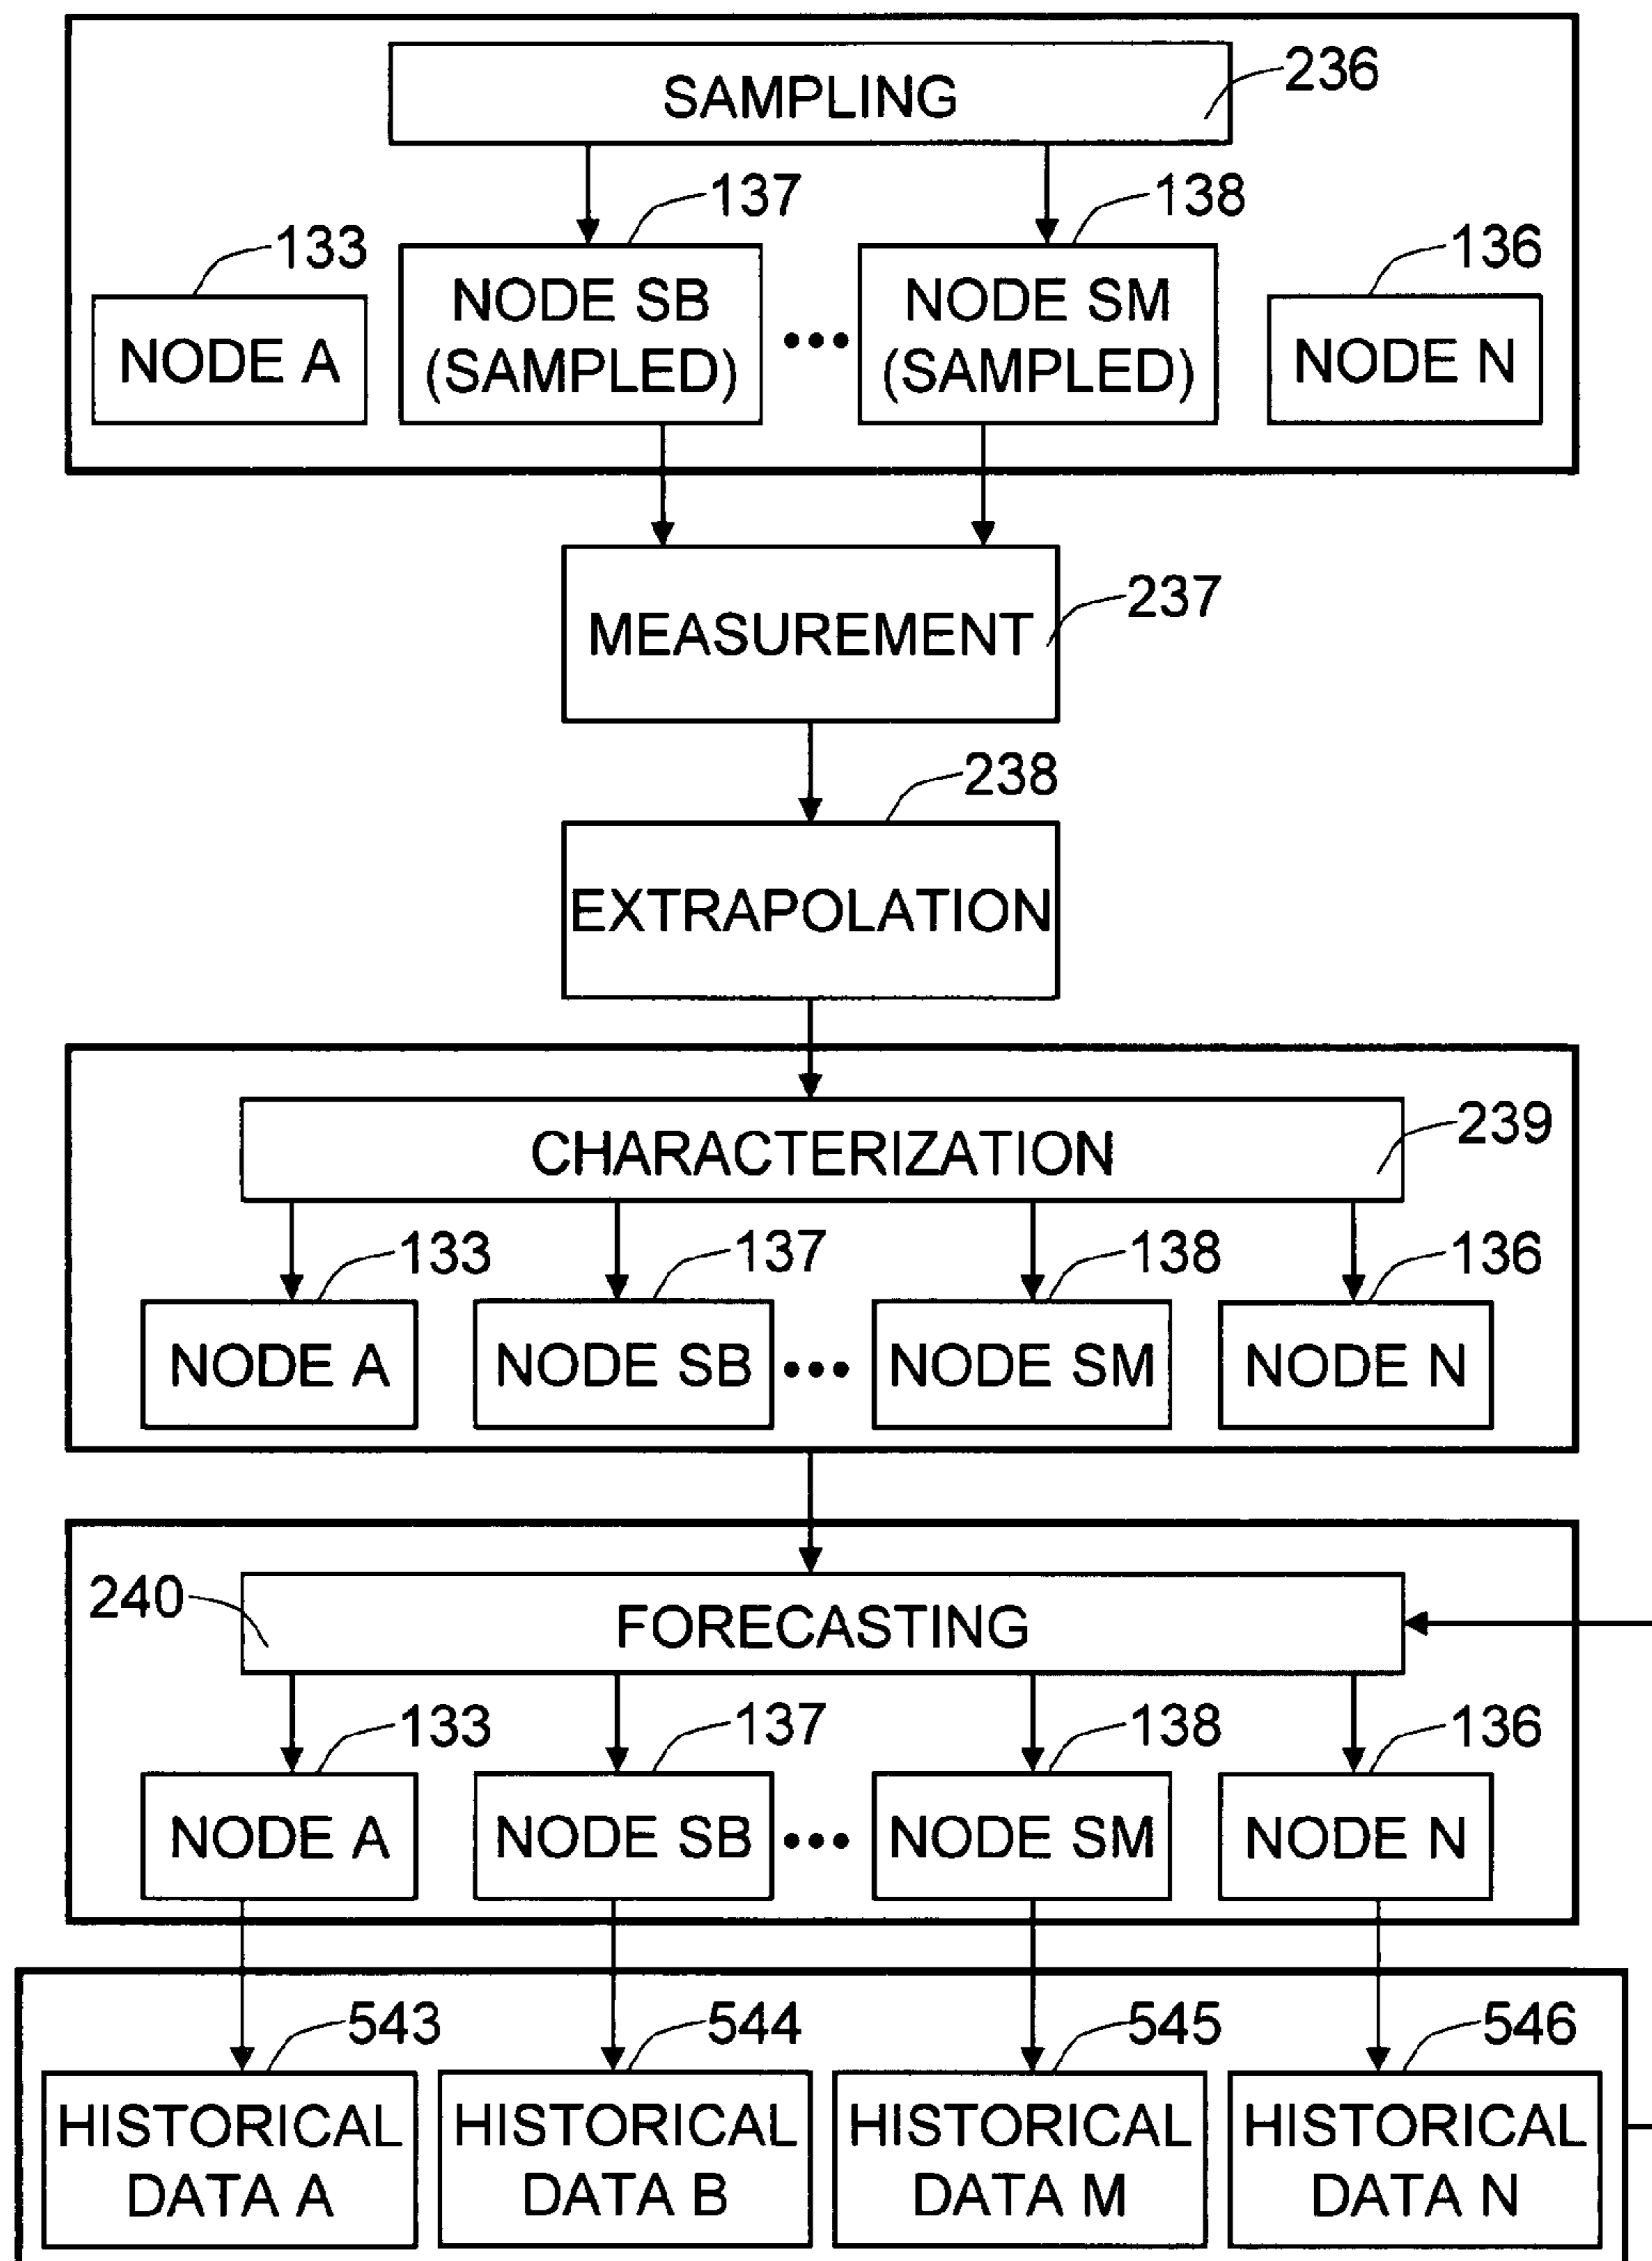 SAMPLING
236
137
138
133
136
NODE A
NODE SB
(SAMPLED)
•••
NODE SM
(SAMPLED)
NODE N
MEASUREMENT
237
238
EXTRAPOLATION
CHARACTERIZATION
239
133
137
138
136
NODE A
NODE SB
•••
NODE SM
NODE N
240
FORECASTING
133
137
138
136
NODE A
NODE SB
•••
NODE SM
NODE N
543
544
545
546
HISTORICAL
DATA A
HISTORICAL
DATA B
HISTORICAL
DATA M
HISTORICAL
DATA N